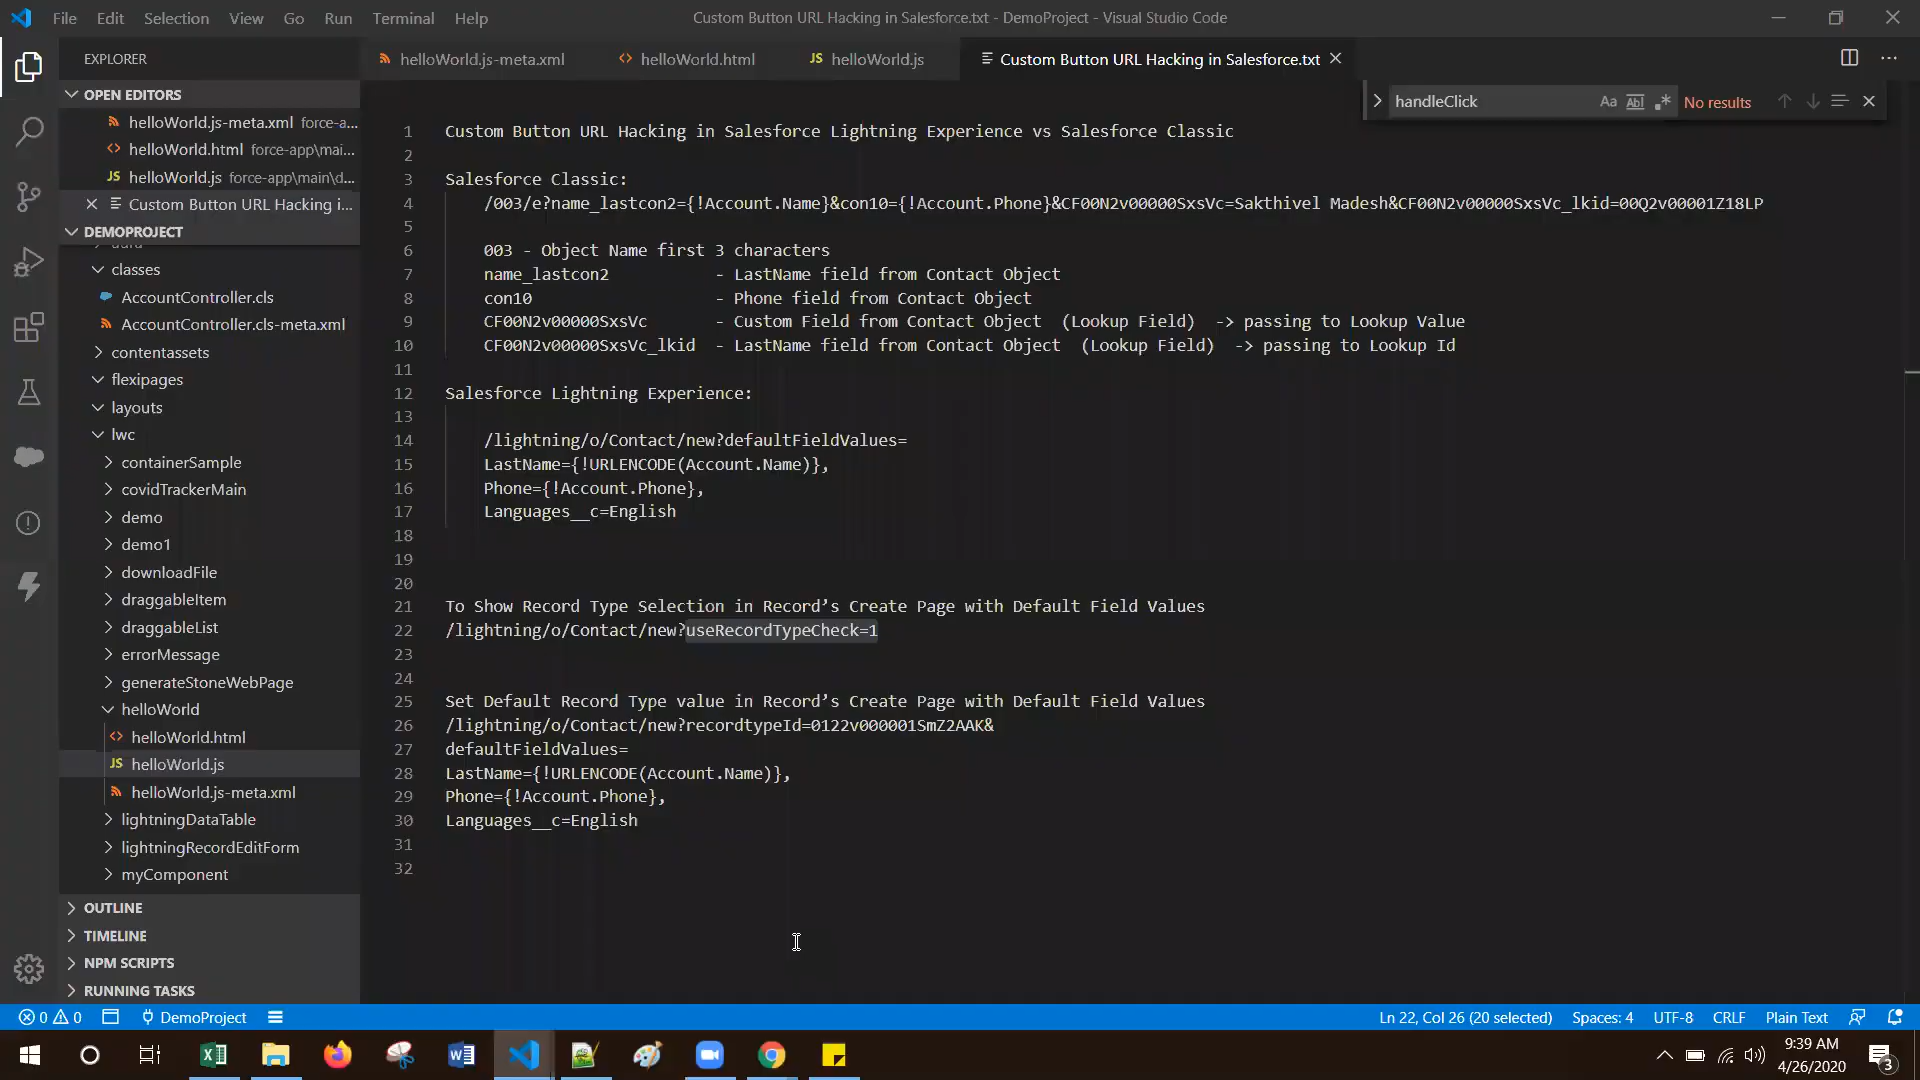 File Edit Selection View Go Run Terminal Help
Custom Button URL Hacking in Salesforce.txt - DemoProject - Visual Studio Code
EXPLORER
helloWorld.js-meta.xml
<> helloWorld.html
JS helloWorld.js
Custom Button URL Hacking in Salesforce.txt
handleClick
Aa
Abl
No results
OPEN EDITORS
helloWorld.js-meta.xml force-a...
<> helloWorld.html force-app\mai...
JS helloWorld.js force-app\main\d...
Custom Button URL Hacking i...
DEMOPROJECT
classes
AccountController.cls
AccountController.cls-meta.xml
contentassets
flexipages
layouts
lwc
containerSample
covidTrackerMain
demo
demo1
downloadFile
draggableItem
draggableList
errorMessage
generateStoneWebPage
helloWorld
<> helloWorld.html
JS helloWorld.js
helloWorld.js-meta.xml
lightningDataTable
lightningRecordEditForm
myComponent
OUTLINE
TIMELINE
NPM SCRIPTS
RUNNING TASKS
1 Custom Button URL Hacking in Salesforce Lightning Experience vs Salesforce Classic
2
3 Salesforce Classic:
4 /003/e?name_lastcon2={!Account.Name}&con10={!Account.Phone}&CF00N2v00000SxsVc=Sakthivel Madesh&CF00N2v00000SxsVc_lkid=00Q2v00001Z18LP
5
6 003 - Object Name first 3 characters
7 name_lastcon2 - LastName field from Contact Object
8 con10 - Phone field from Contact Object
9 CF00N2v00000SxsVc - Custom Field from Contact Object (Lookup Field) -> passing to Lookup Value
10 CF00N2v00000SxsVc_lkid - LastName field from Contact Object (Lookup Field) -> passing to Lookup Id
11
12 Salesforce Lightning Experience:
13
14 /lightning/o/Contact/new?defaultFieldValues=
15 LastName={!URLENCODE(Account.Name)},
16 Phone={!Account.Phone},
17 Languages__c=English
18
19
20
21 To Show Record Type Selection in Record’s Create Page with Default Field Values
22 /lightning/o/Contact/new?useRecordTypeCheck=1
23
24
25 Set Default Record Type value in Record’s Create Page with Default Field Values
26 /lightning/o/Contact/new?recordtypeId=0122v000001SmZ2AAK&
27 defaultFieldValues=
28 LastName={!URLENCODE(Account.Name)},
29 Phone={!Account.Phone},
30 Languages__c=English
31
32
0 0 DemoProject
Ln 22, Col 26 (20 selected) Spaces: 4 UTF-8 CRLF Plain Text
9:39 AM
4/26/2020
3